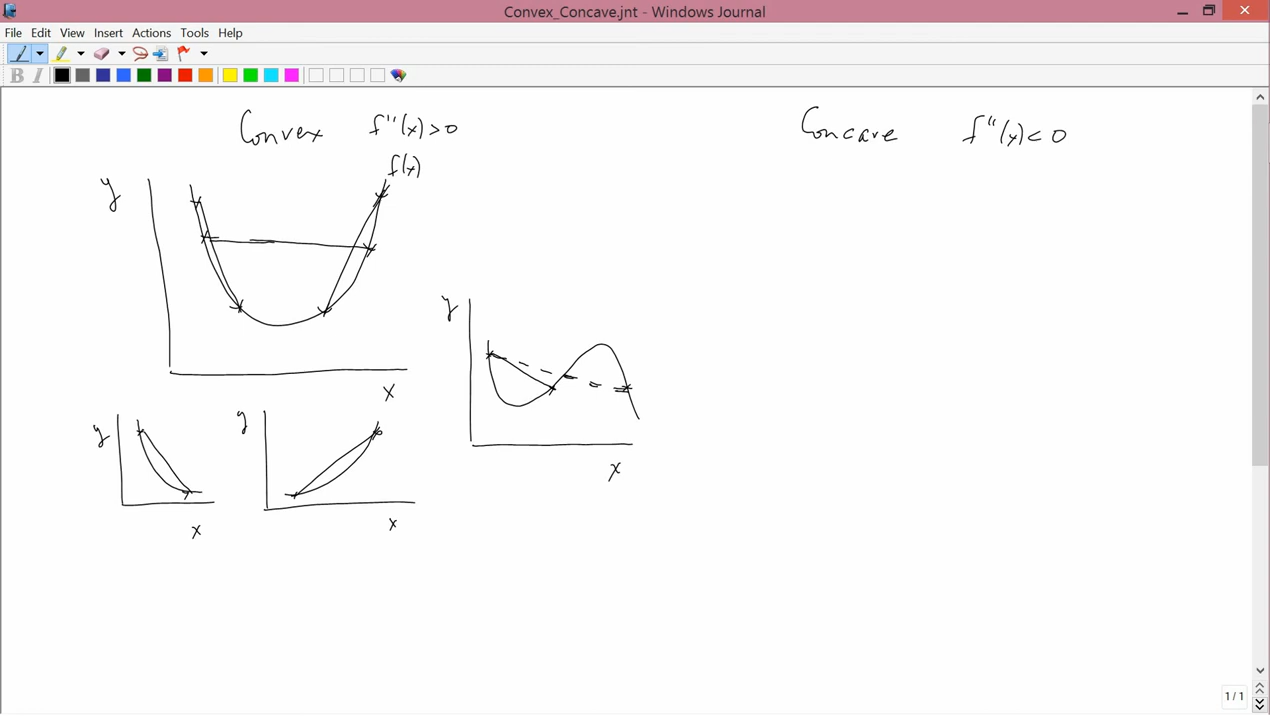 Convex_Concave.jnt - Windows Journal
File Edit View Insert Actions Tools Help
B I
Convex f''(x)>0
Concave f''(x)<0
f(x)
y
x
y
x
y
x
y
x
1 / 1